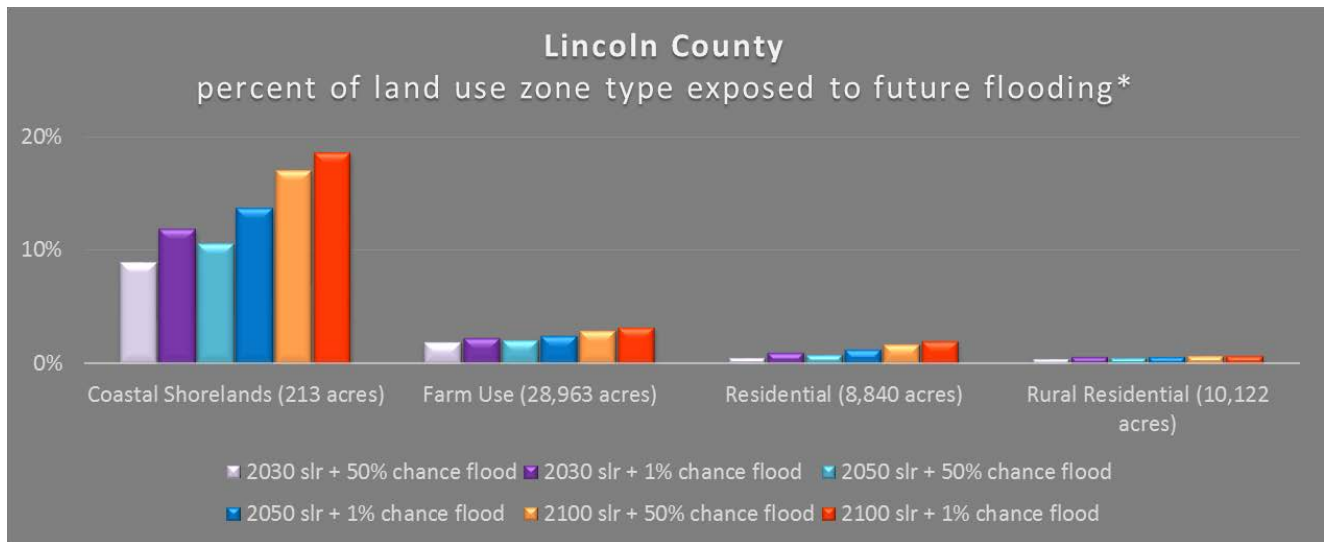 Lincoln County
percent of land use zone type exposed to future flooding*
20%
10%
0%
Coastal Shorelands (213 acres)
Farm Use (28,963 acres)
Residential (8,840 acres)
Rural Residential (10,122
acres)
2030 slr + 50% chance flood
2030 slr + 1% chance flood
2050 slr + 50% chance flood
2050 slr + 1% chance flood
2100 slr + 50% chance flood
2100 slr + 1% chance flood